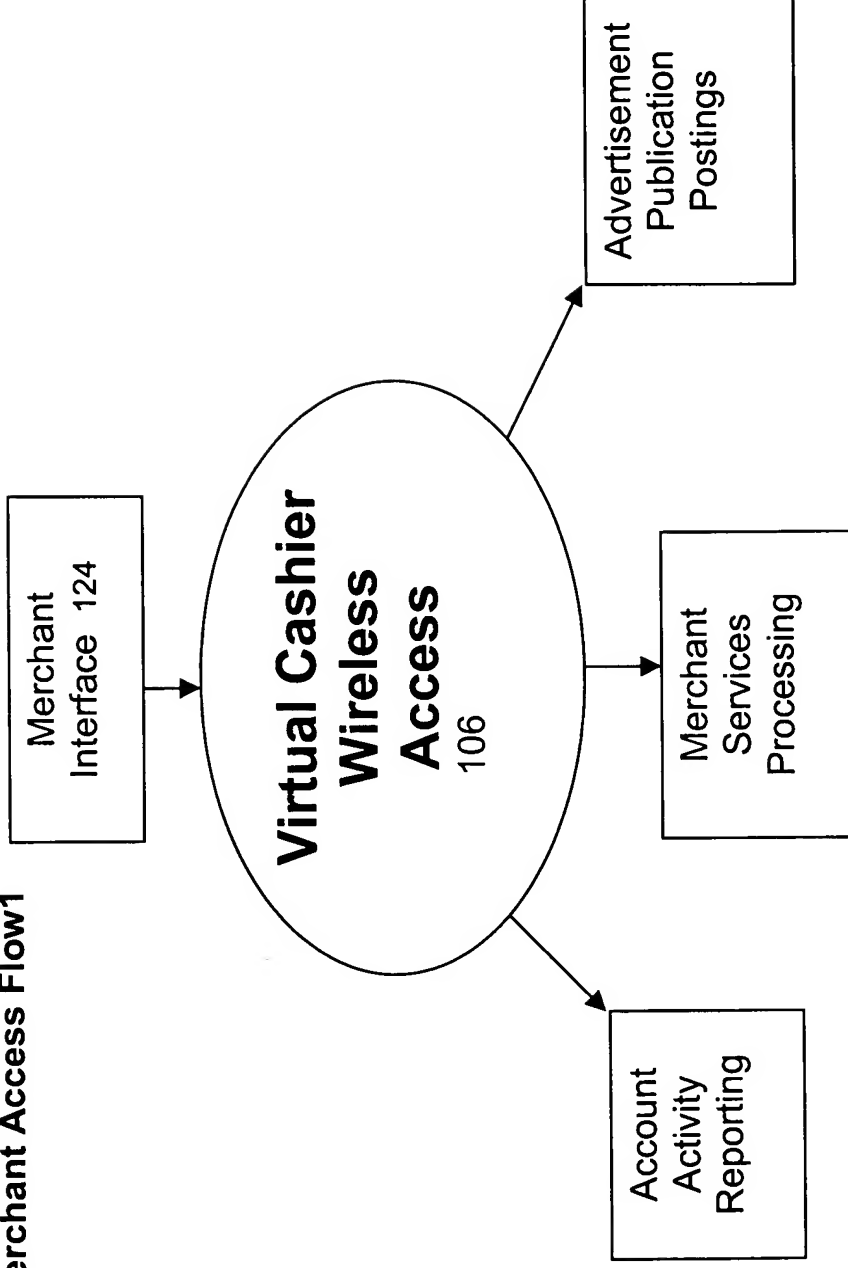 erchant Access Flow1
Merchant
Interface 124
Virtual Cashier
Wireless
Access
106
Account
Activity
Reporting
Merchant
Services
Processing
Advertisement
Publication
Postings